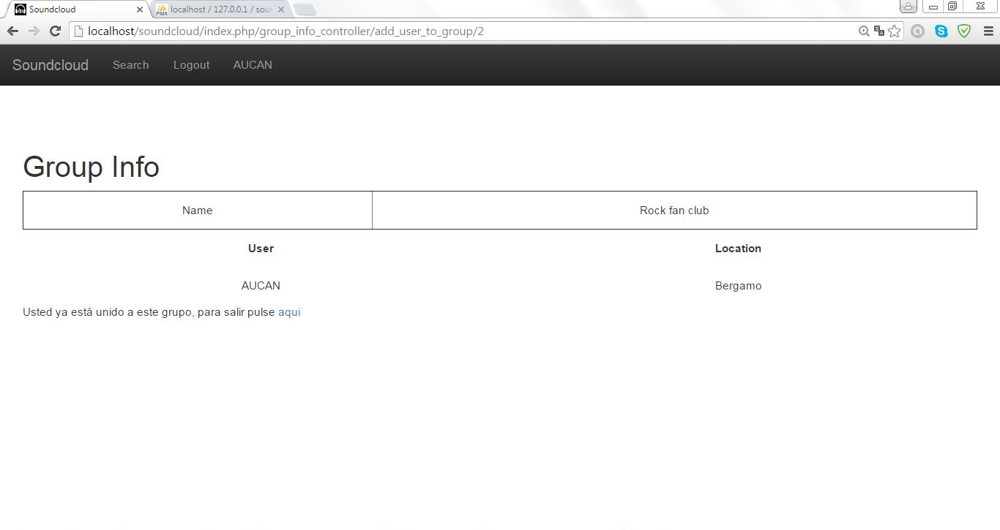 Soundcloud
localhost / 127.0.0.1 / sour
localhost/soundcloud/index.php/group_info_controller/add_user_to_group/2
Soundcloud Search Logout AUCAN
Group Info
Name Rock fan club
User Location
AUCAN Bergamo
Usted ya está unido a este grupo, para salir pulse aqui